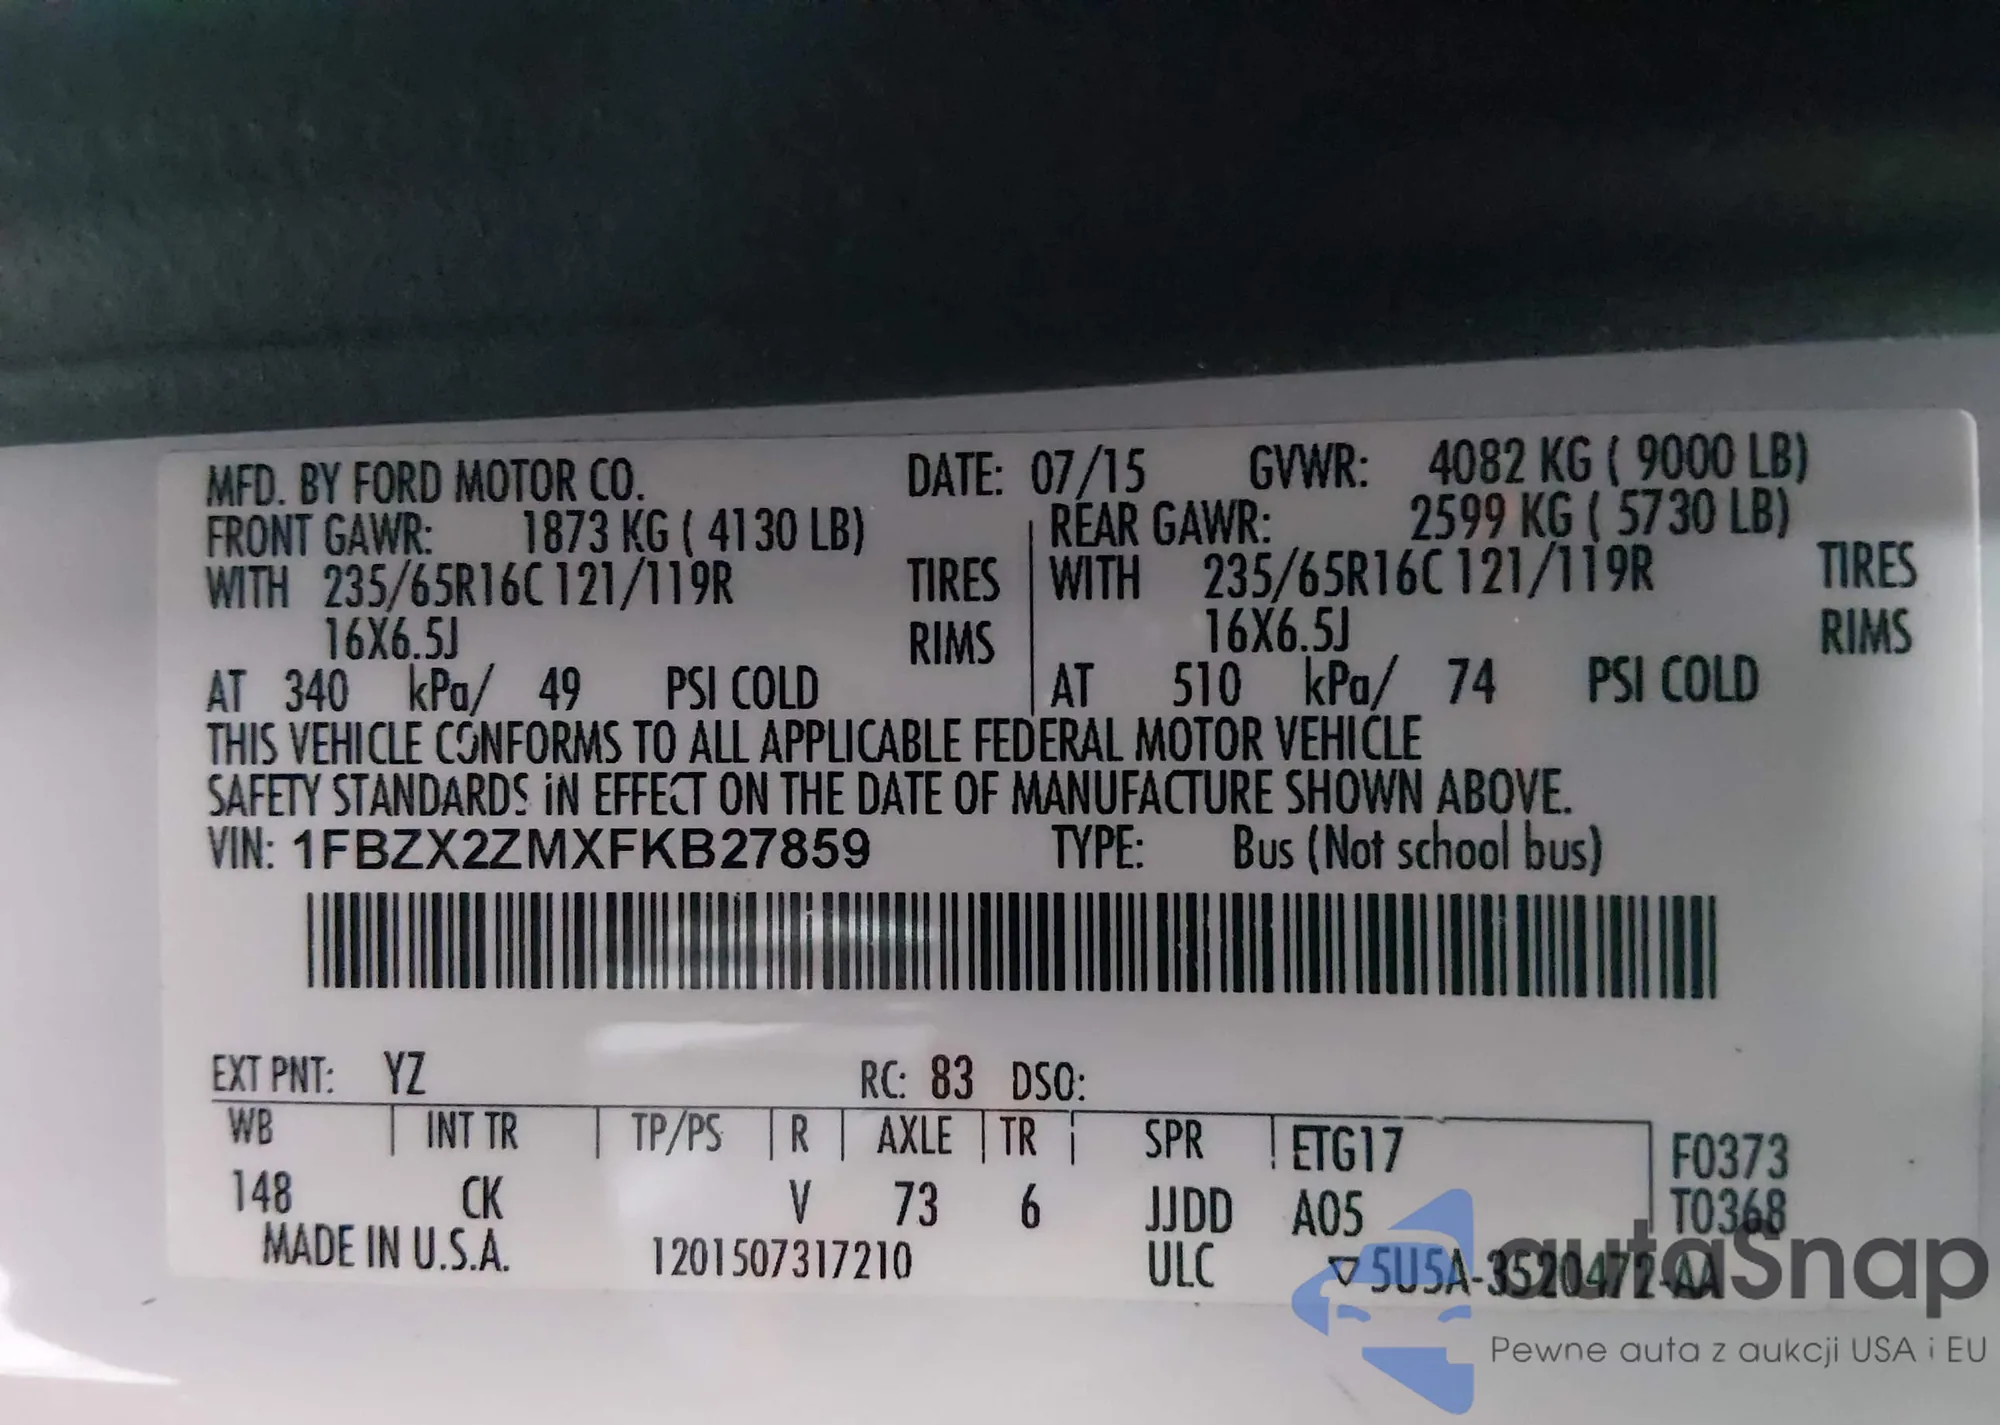 MFD. BY FORD MOTOR CO. DATE: 07/15 GVWR: 4082 KG ( 9000 LB)
FRONT GAWR: 1873 KG ( 4130 LB) REAR GAWR: 2599 KG ( 5730 LB)
WITH 235/65R16C 121/119R TIRES WITH 235/65R16C 121/119R TIRES
16X6.5J RIMS 16X6.5J RIMS
AT 340 kPa/ 49 PSI COLD AT 510 kPa/ 74 PSI COLD
THIS VEHICLE CONFORMS TO ALL APPLICABLE FEDERAL MOTOR VEHICLE
SAFETY STANDARDS IN EFFECT ON THE DATE OF MANUFACTURE SHOWN ABOVE.
VIN: 1FBZX2ZMXFKB27859 TYPE: Bus (Not school bus)
EXT PNT: YZ RC: 83 DSO:
WB INT TR TP/PS R AXLE TR SPR ETG17 F0373
148 CK V 73 6 JJDD A05 T0368
MADE IN U.S.A. 1201507317210 ULC ▽ 5U5A-3520472-AA
autaSnap
Pewne auta z aukcji USA i EU